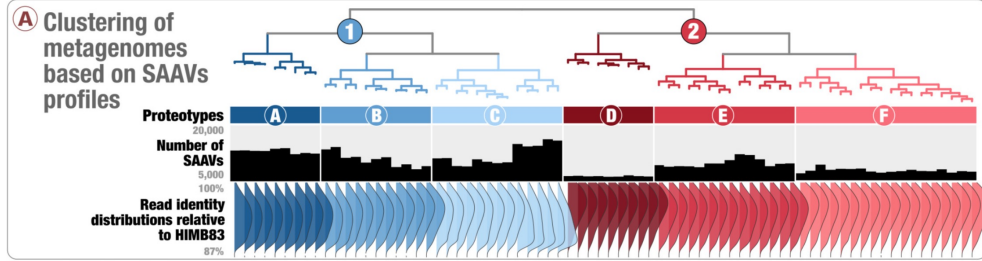 A Clustering of
metagenomes
based on SAAVs
profiles
1 2
Proteotypes A B C D E F
20,000
Number of
SAAVs
5,000
100%
Read identity
distributions relative
to HIMB83
87%